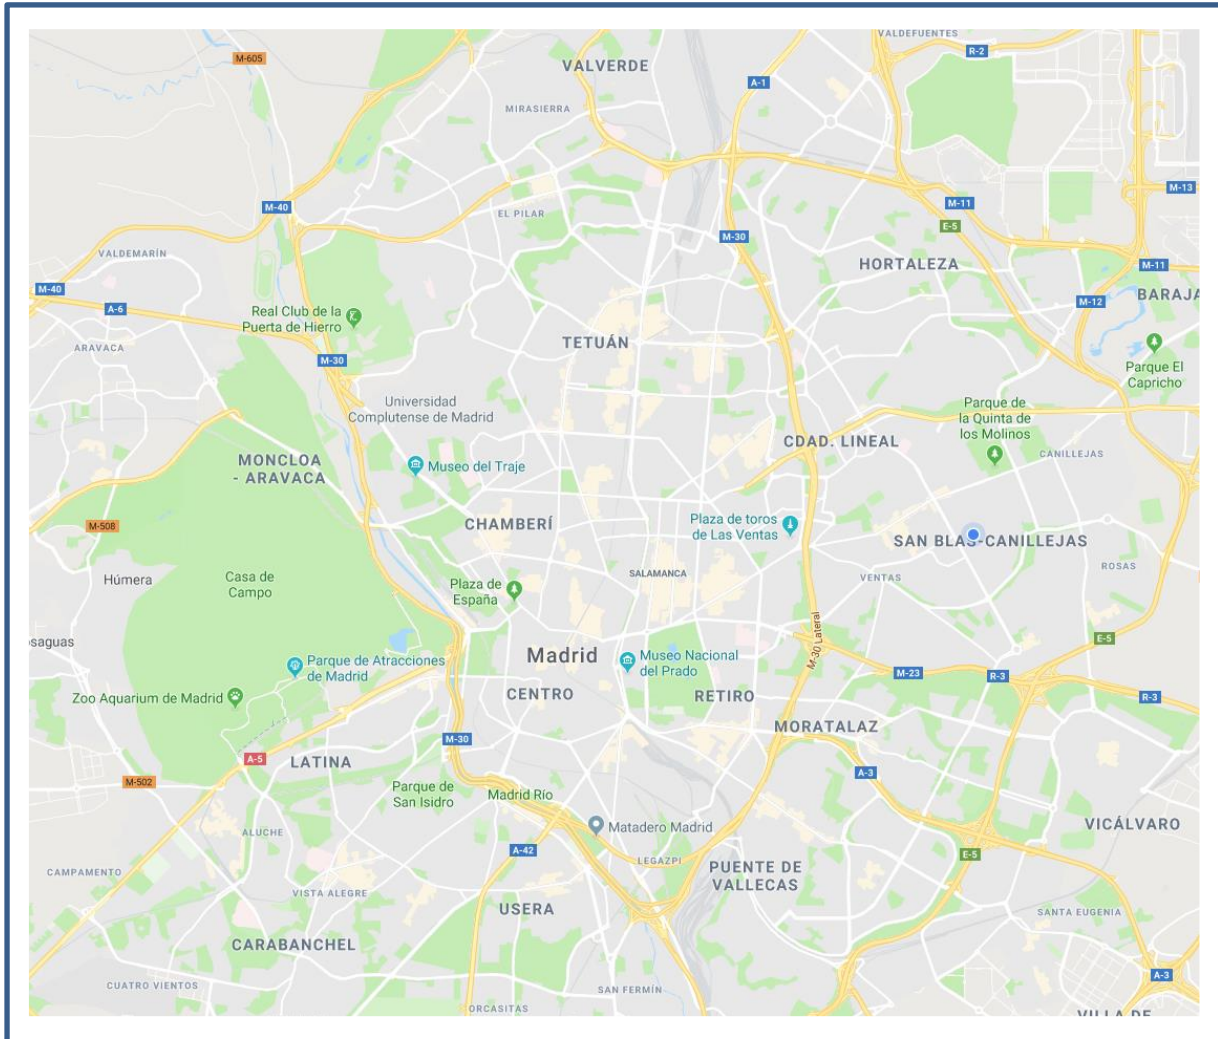 VALDEFUENTES
R-2
M-605
VALVERDE
A-1
MIRASIERRA
M-13
M-11
M-40
EL PILAR
E-5
M-30
VALDEMARÍN
HORTALEZA
M-11
M-40
BARAJA
M-12
A-6
Real Club de la
Puerta de Hierro
TETUÁN
ARAVACA
M-30
Parque El
Capricho
Universidad
Complutense de Madrid
Parque de
la Quinta de
los Molinos
CDAD. LINEAL
CANILLEJAS
MONCLOA
- ARAVACA
Museo del Traje
M-508
CHAMBERÍ
Plaza de toros
de Las Ventas
SAN BLAS-CANILLEJAS
Húmera
Casa de
Campo
Plaza de
España
SALAMANCA
VENTAS
ROSAS
M-30 Lateral
osaguas
E-5
Madrid
Museo Nacional
del Prado
Parque de Atracciones
de Madrid
M-23
R-3
R-3
Zoo Aquarium de Madrid
CENTRO
RETIRO
MORATALAZ
M-30
A-5
LATINA
A-3
M-502
Parque de
San Isidro
Madrid Río
Matadero Madrid
VICÁLVARO
ALUCHE
A-42
LEGAZPI
E-5
CAMPAMENTO
PUENTE DE
VALLECAS
VISTA ALEGRE
USERA
SANTA EUGENIA
CARABANCHEL
A-3
CUATRO VIENTOS
SAN FERMÍN
ORCASITAS
VILLA DE